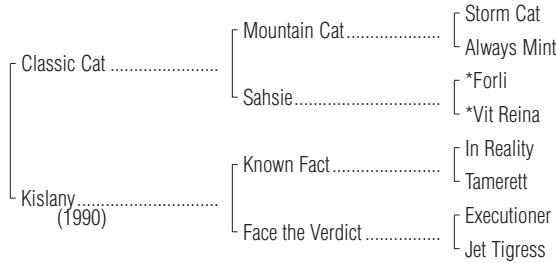 Storm Cat
Mountain Cat
Always Mint
Classic Cat
*Forli
Sahsie
*Vit Reina
In Reality
Known Fact
Tamerett
Kislany
(1990)
Executioner
Face the Verdict
Jet Tigress